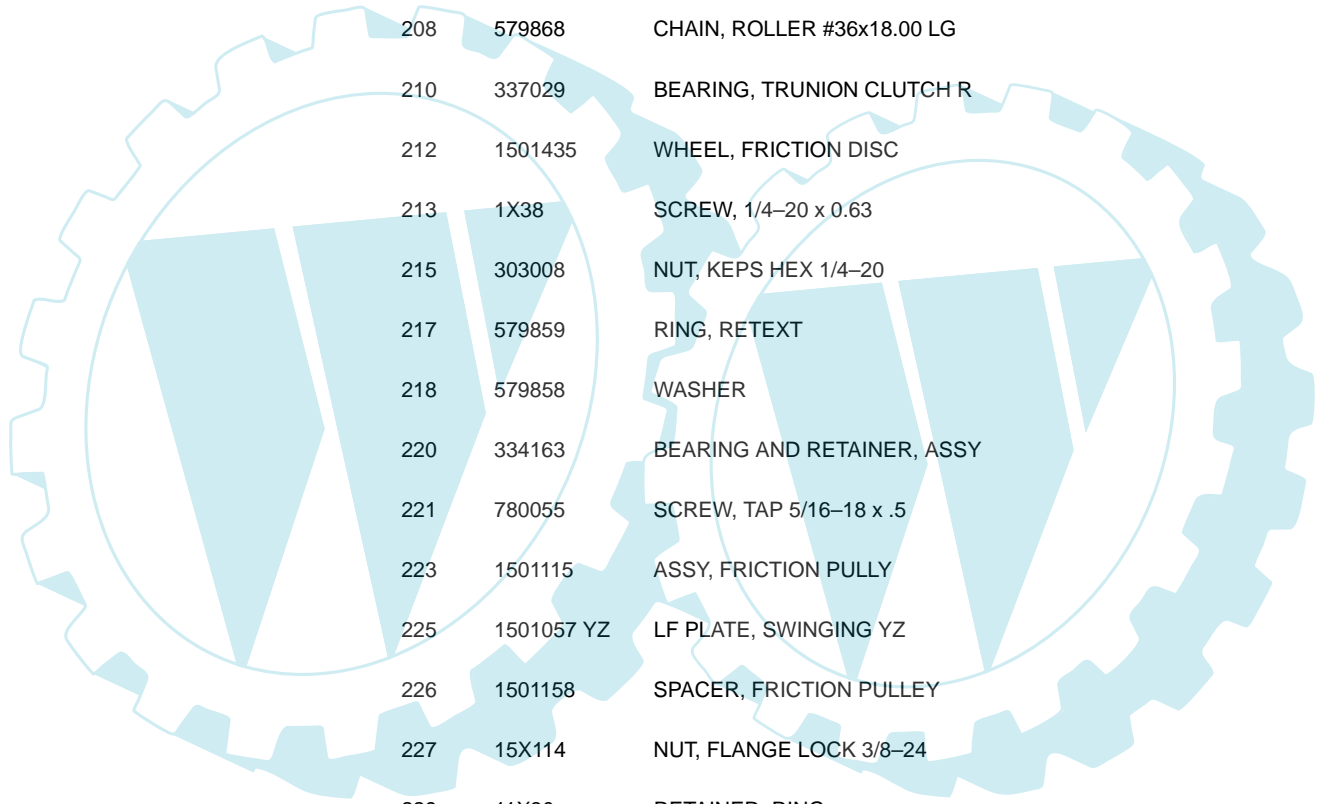 208 579868 CHAIN, ROLLER #36x18.00 LG
210 337029 BEARING, TRUNION CLUTCH R
212 1501435 WHEEL, FRICTION DISC
213 1X38 SCREW, 1/4–20 x 0.63
215 303008 NUT, KEPS HEX 1/4–20
217 579859 RING, RETEXT
218 579858 WASHER
220 334163 BEARING AND RETAINER, ASSY
221 780055 SCREW, TAP 5/16–18 x .5
223 1501115 ASSY, FRICTION PULLY
225 1501057 YZ LF PLATE, SWINGING YZ
226 1501158 SPACER, FRICTION PULLEY
227 15X114 NUT, FLANGE LOCK 3/8–24